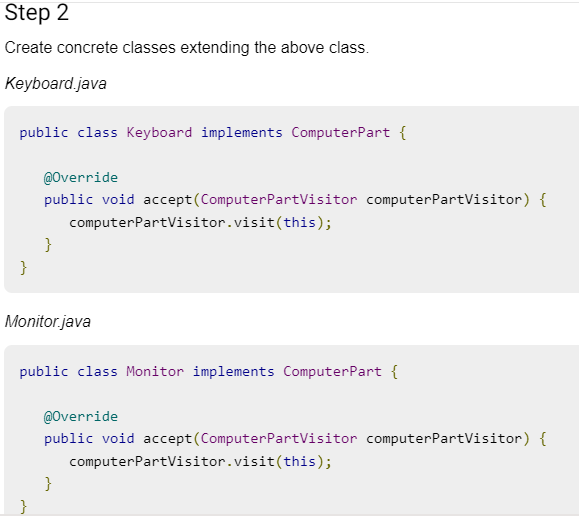 Step 2
Create concrete classes extending the above class.
Keyboard.java
public class Keyboard implements ComputerPart {
@Override
public void accept(ComputerPartVisitor computerPartVisitor) {
computerPartVisitor.visit(this);
}
}
Monitor.java
public class Monitor implements ComputerPart {
@Override
public void accept(ComputerPartVisitor computerPartVisitor) {
computerPartVisitor.visit(this);
}
}